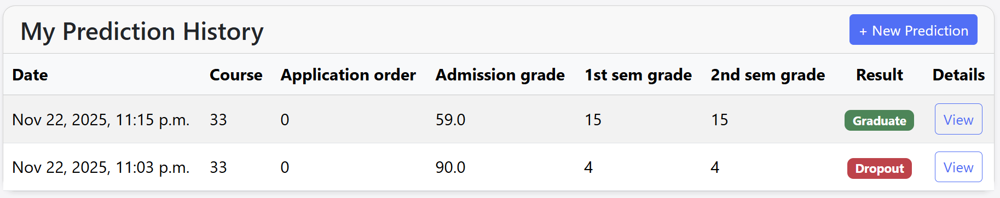 My Prediction History + New Prediction
Date Course Application order Admission grade 1st sem grade 2nd sem grade Result Details
Nov 22, 2025, 11:15 p.m. 33 0 59.0 15 15 Graduate View
Nov 22, 2025, 11:03 p.m. 33 0 90.0 4 4 Dropout View